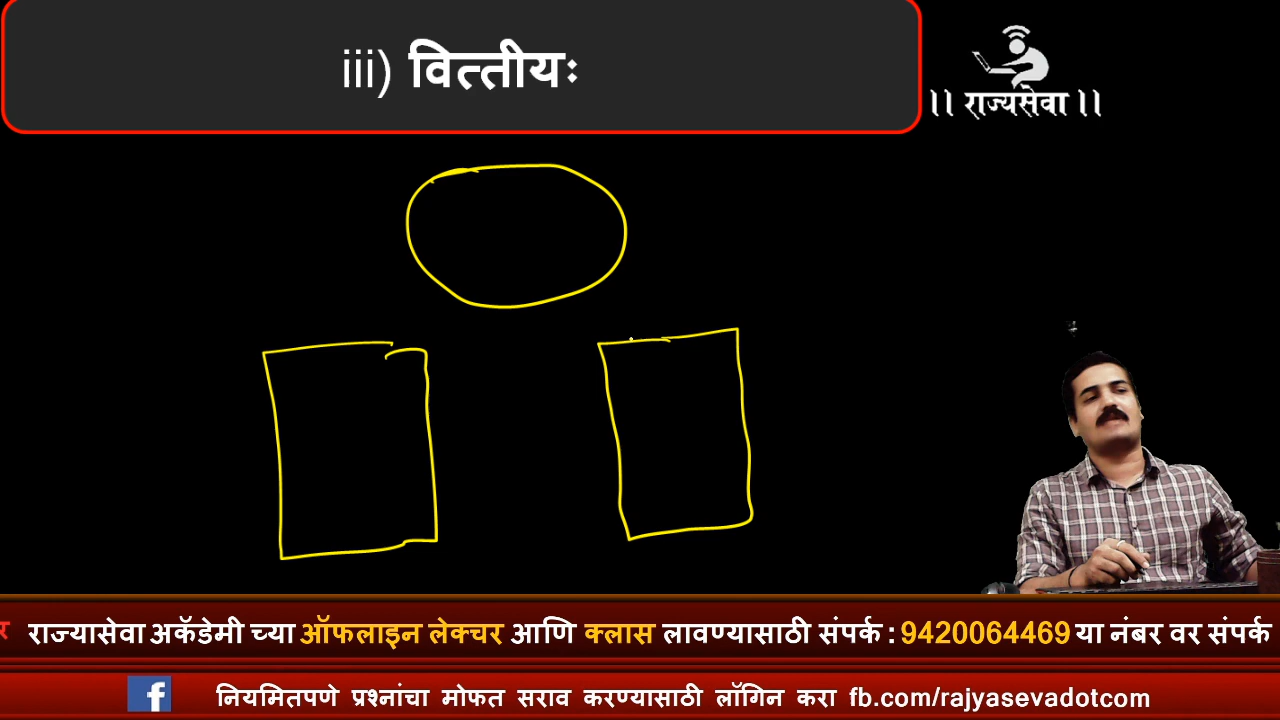 iii) वित्तीयः
।। राज्यसेवा ।।
र राज्यासेवा अकॅडेमी च्या ऑफलाइन लेक्चर आणि क्लास लावण्यासाठी संपर्क : 9420064469 या नंबर वर संपर्क
नियमितपणे प्रश्नांचा मोफत सराव करण्यासाठी लॉगिन करा fb.com/rajyasevadotcom